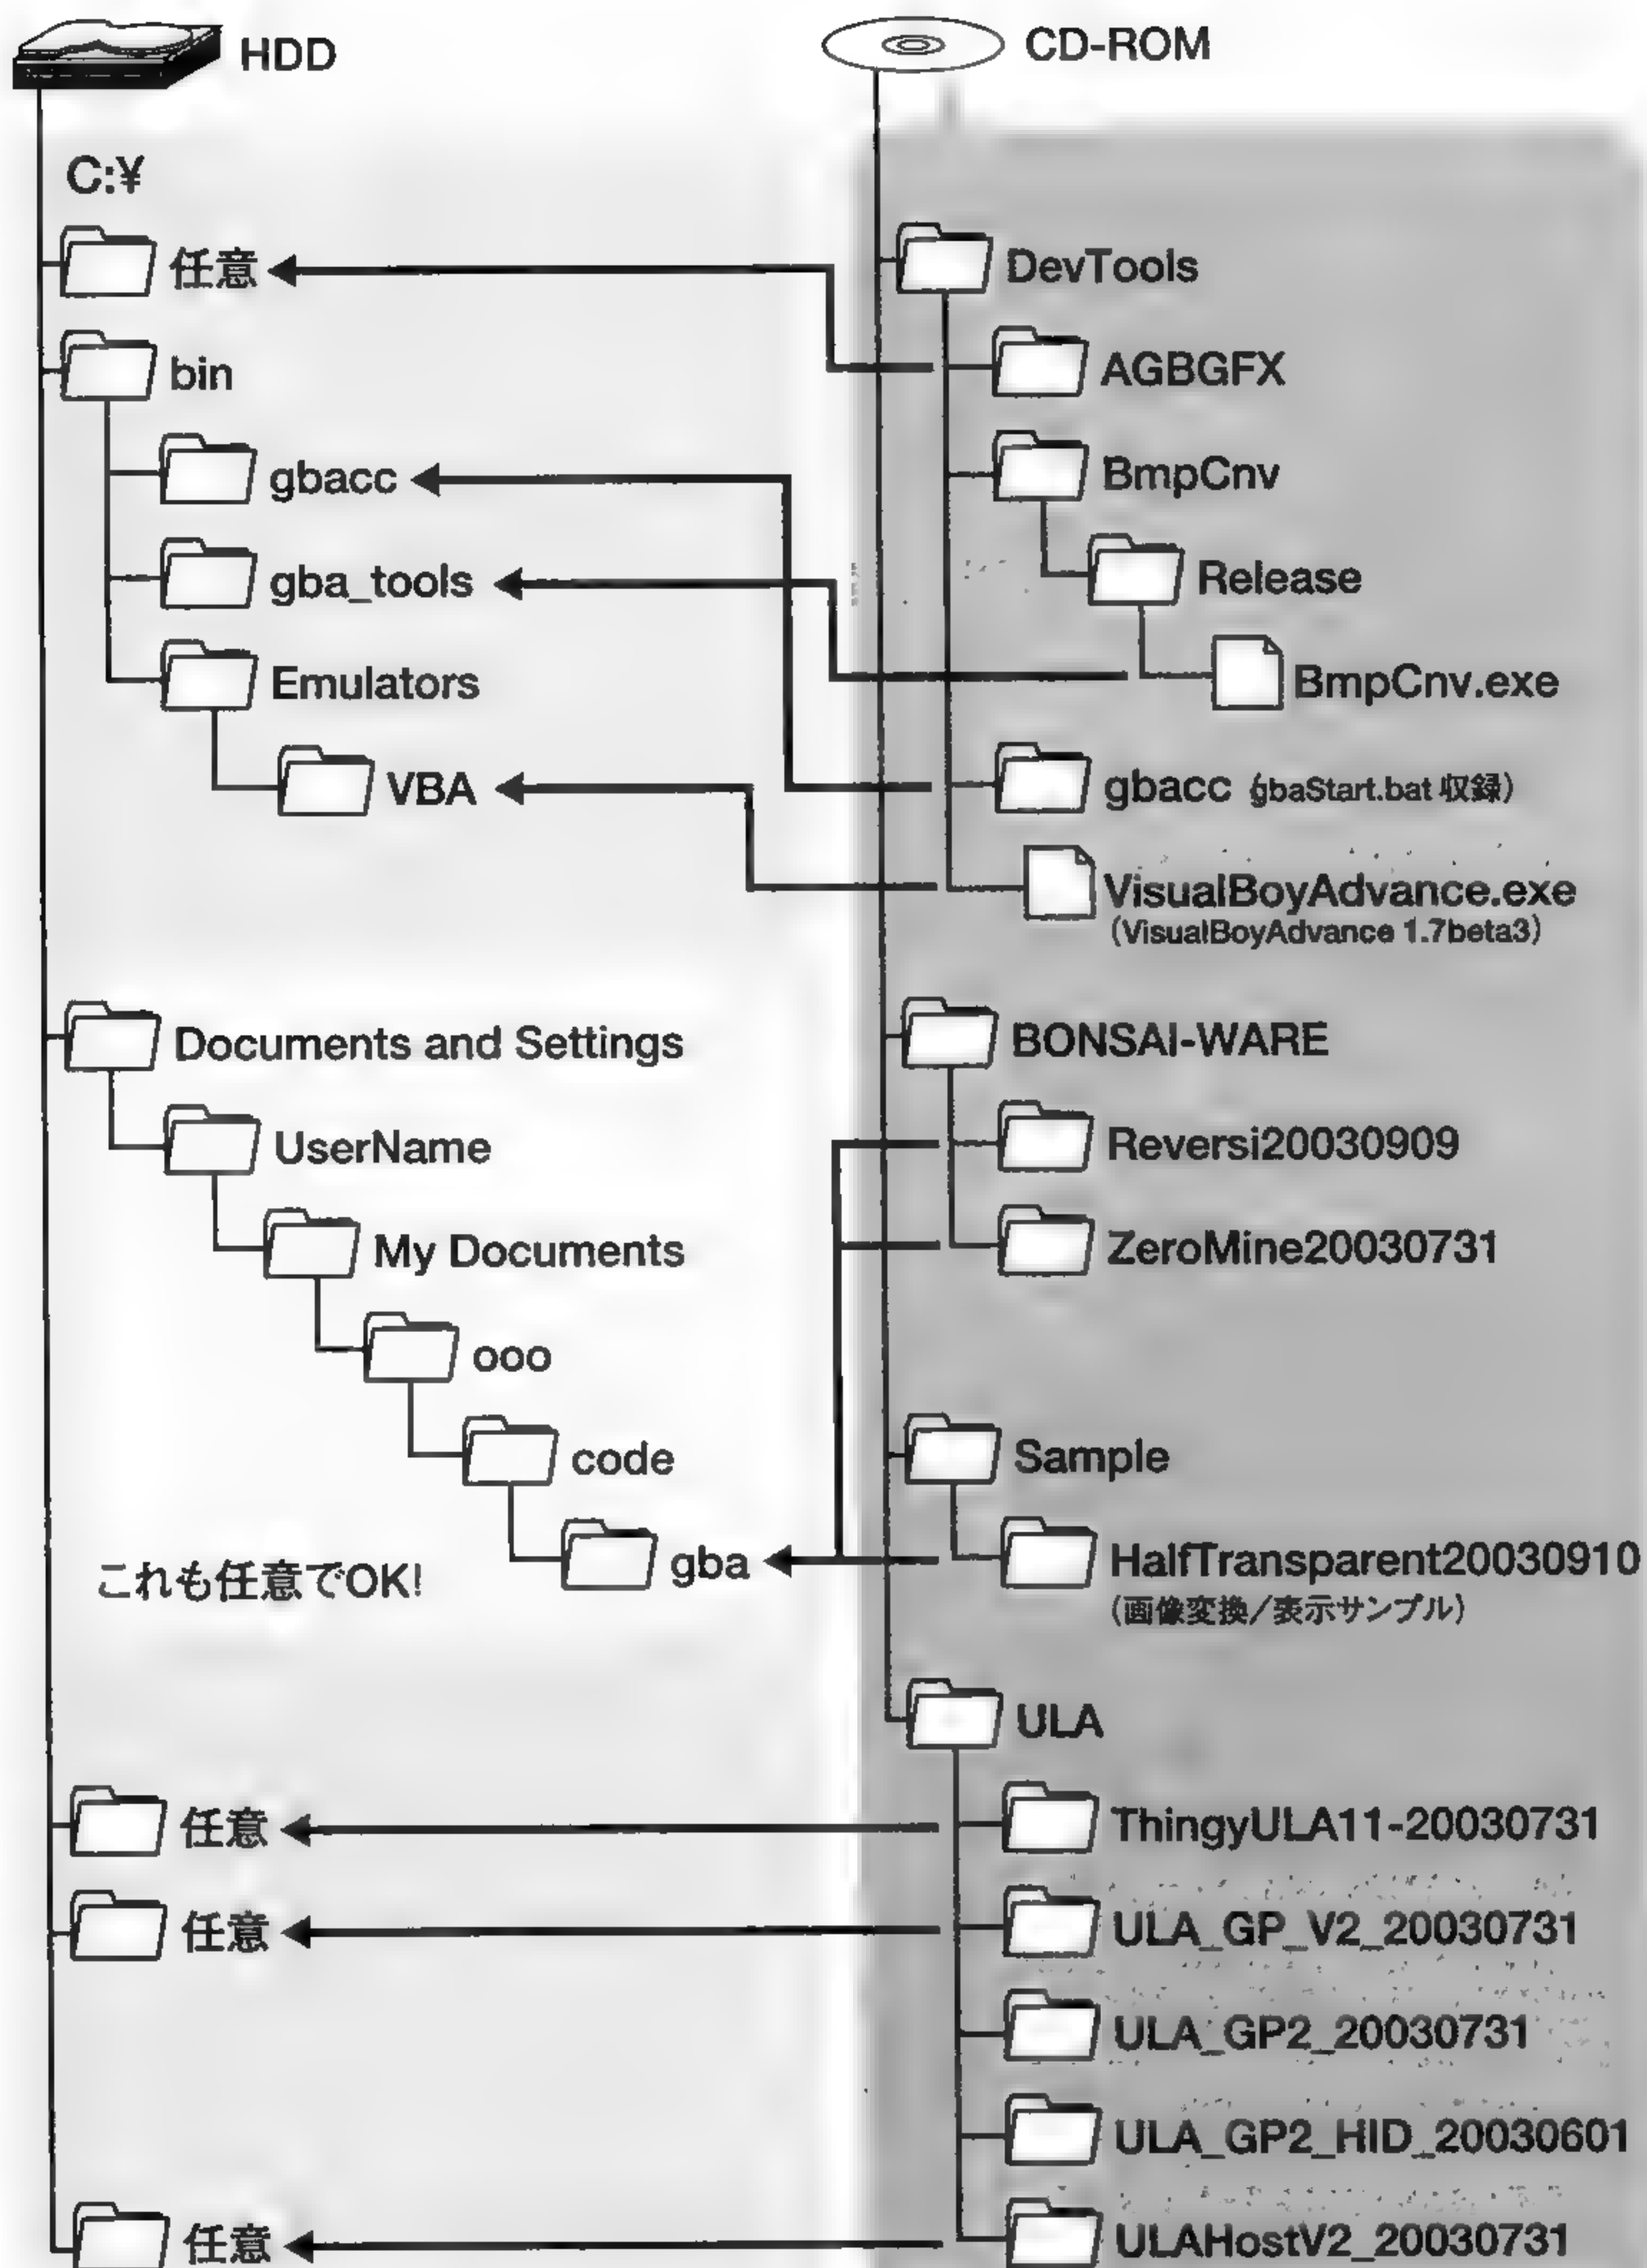 HDD
C:¥
任意
bin
gbacc
gba_tools
Emulators
VBA
Documents and Settings
UserName
My Documents
ooo
code
gba
これも任意でOK!
任意
任意
任意
CD-ROM
DevTools
AGBGFX
BmpCnv
Release
BmpCnv.exe
gbacc (gbaStart.bat 収録)
VisualBoyAdvance.exe
(VisualBoyAdvance 1.7beta3)
BONSAI-WARE
Reversi20030909
ZeroMine20030731
Sample
HalfTransparent20030910
(画像変換/表示サンプル)
ULA
ThingyULA11-20030731
ULA_GP_V2_20030731
ULA_GP2_20030731
ULA_GP2_HID_20030601
ULAHostV2_20030731